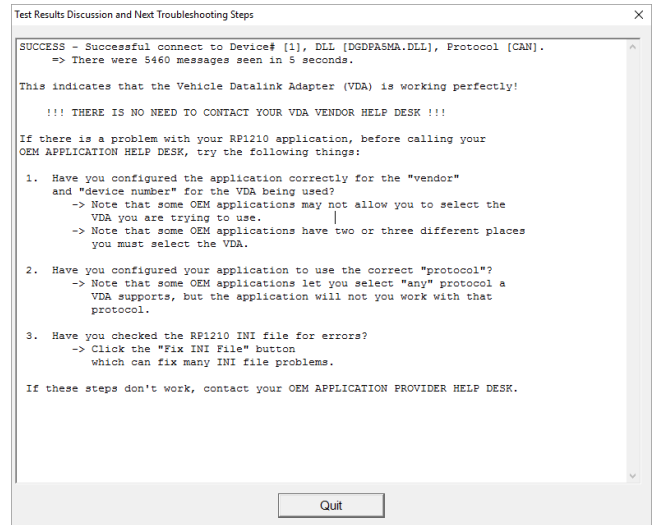 Test Results Discussion and Next Troubleshooting Steps
SUCCESS - Successful connect to Device# [1], DLL [DGDPA5MA.DLL], Protocol [CAN].
=> There were 5460 messages seen in 5 seconds.
This indicates that the Vehicle Datalink Adapter (VDA) is working perfectly!
!!! THERE IS NO NEED TO CONTACT YOUR VDA VENDOR HELP DESK !!!
If there is a problem with your RP1210 application, before calling your
OEM APPLICATION HELP DESK, try the following things:
1. Have you configured the application correctly for the "vendor"
and "device number" for the VDA being used?
-> Note that some OEM applications may not allow you to select the
VDA you are trying to use.
-> Note that some OEM applications have two or three different places
you must select the VDA.
2. Have you configured your application to use the correct "protocol"?
-> Note that some OEM applications let you select "any" protocol a
VDA supports, but the application will not you work with that
protocol.
3. Have you checked the RP1210 INI file for errors?
-> Click the "Fix INI File" button
which can fix many INI file problems.
If these steps don't work, contact your OEM APPLICATION PROVIDER HELP DESK.
Quit